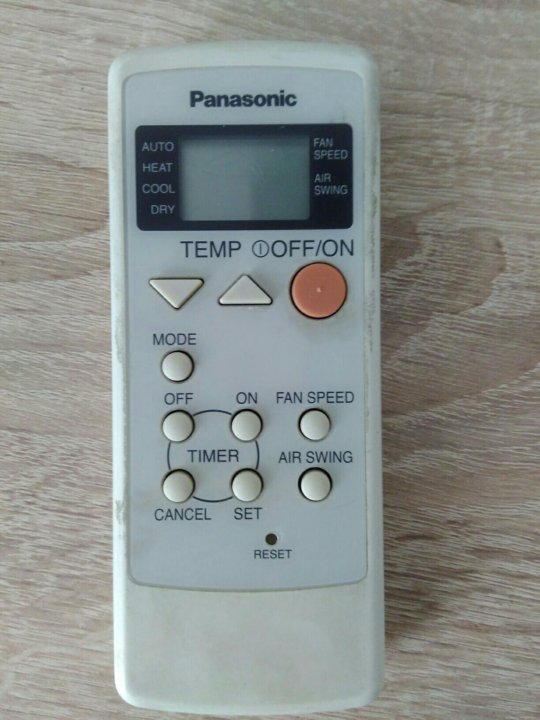 Panasonic
AUTO
HEAT
COOL
DRY
FAN
SPEED
AIR
SWING
TEMP OFF/ON
MODE
OFF ON FAN SPEED
TIMER AIR SWING
CANCEL SET
RESET